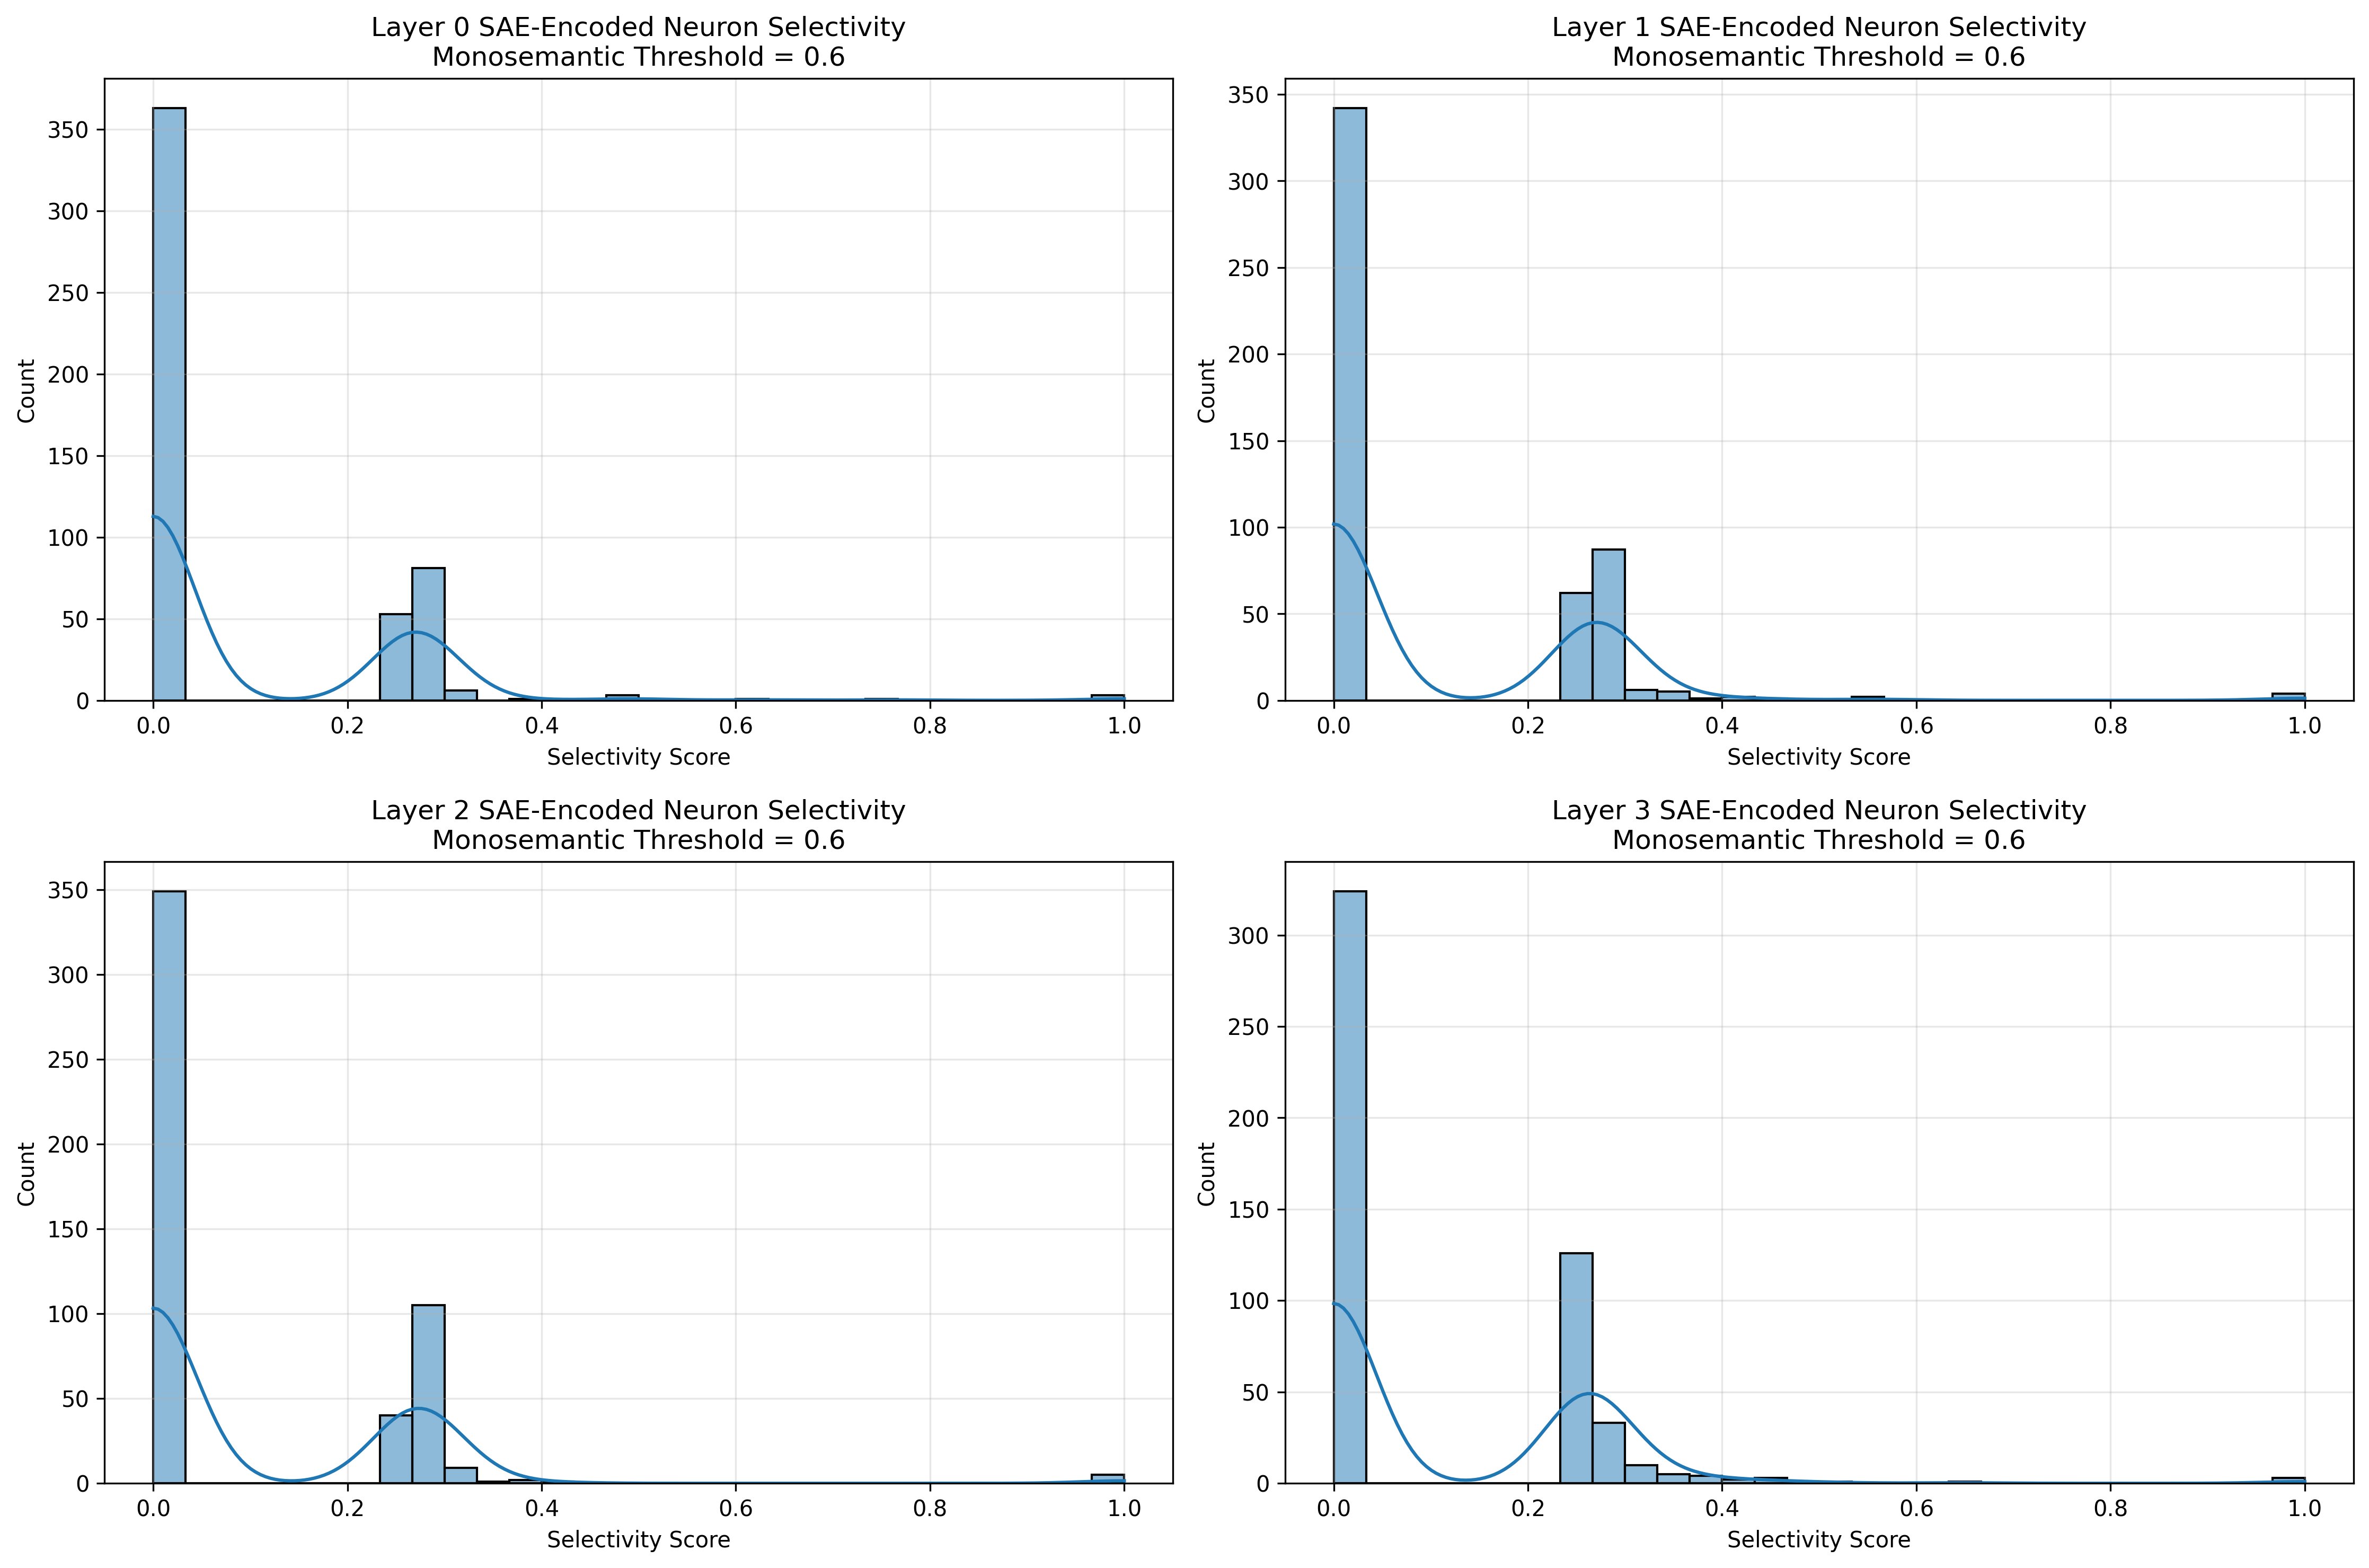 Layer 0 SAE-Encoded Neuron Selectivity
Monosemantic Threshold = 0.6
350
300
250
200
150
100
50
0
Count
0.0 0.2 0.4 0.6 0.8 1.0
Selectivity Score
Layer 1 SAE-Encoded Neuron Selectivity
Monosemantic Threshold = 0.6
350
300
250
200
150
100
50
0
Count
0.0 0.2 0.4 0.6 0.8 1.0
Selectivity Score
Layer 2 SAE-Encoded Neuron Selectivity
Monosemantic Threshold = 0.6
350
300
250
200
150
100
50
0
Count
0.0 0.2 0.4 0.6 0.8 1.0
Selectivity Score
Layer 3 SAE-Encoded Neuron Selectivity
Monosemantic Threshold = 0.6
300
250
200
150
100
50
0
Count
0.0 0.2 0.4 0.6 0.8 1.0
Selectivity Score